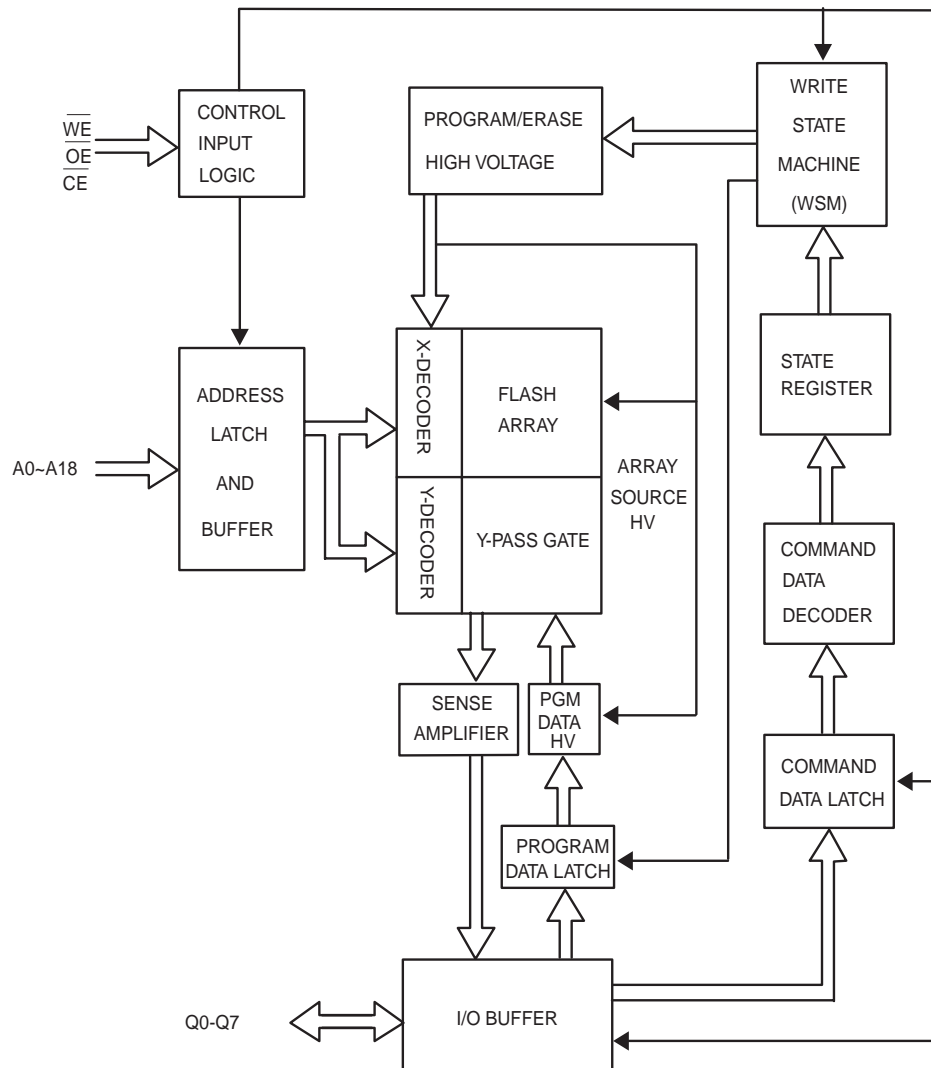 WE
OE
CE
CONTROL
INPUT
LOGIC
PROGRAM/ERASE
HIGH VOLTAGE
WRITE
STATE
MACHINE
(WSM)
A0~A18
ADDRESS
LATCH
AND
BUFFER
X-DECODER
FLASH
ARRAY
Y-DECODER
Y-PASS GATE
ARRAY
SOURCE
HV
STATE
REGISTER
COMMAND
DATA
DECODER
SENSE
AMPLIFIER
PGM
DATA
HV
COMMAND
DATA LATCH
PROGRAM
DATA LATCH
Q0-Q7
I/O BUFFER